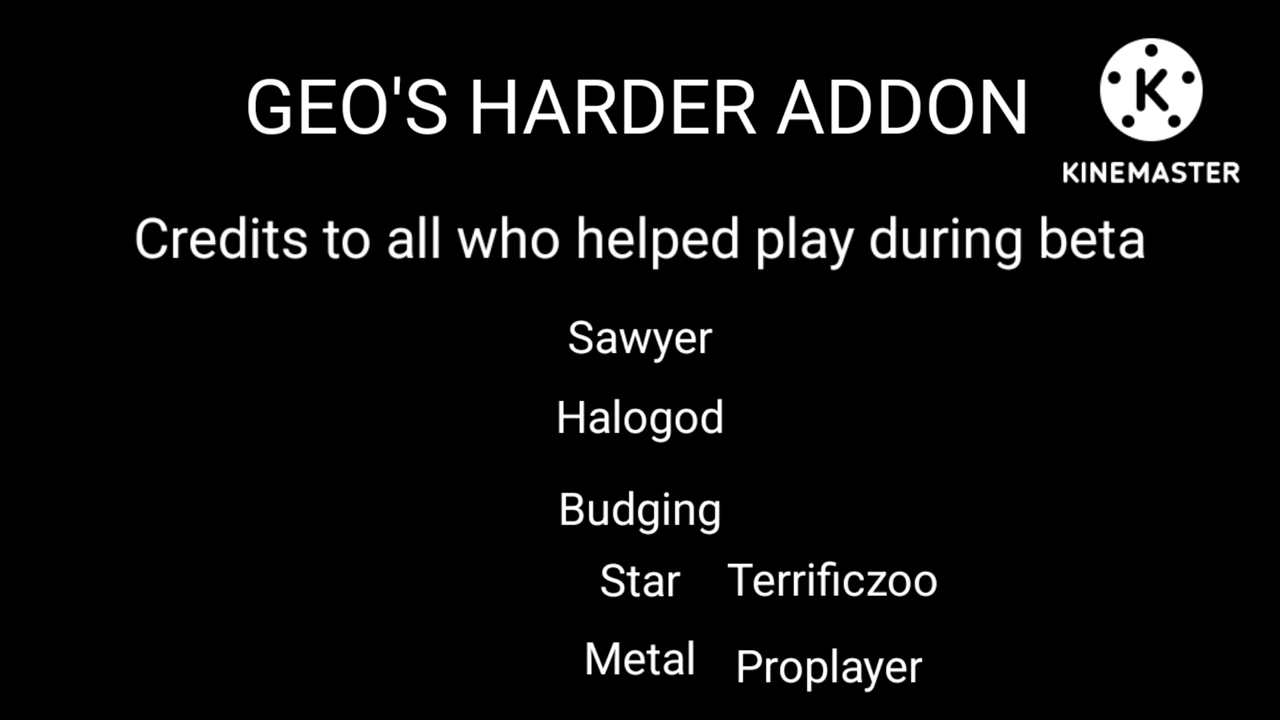 GEO'S HARDER ADDON
K
KINEMASTER
Credits to all who helped play during beta
Sawyer
Halogod
Budging
Star Terrificzoo
Metal Proplayer